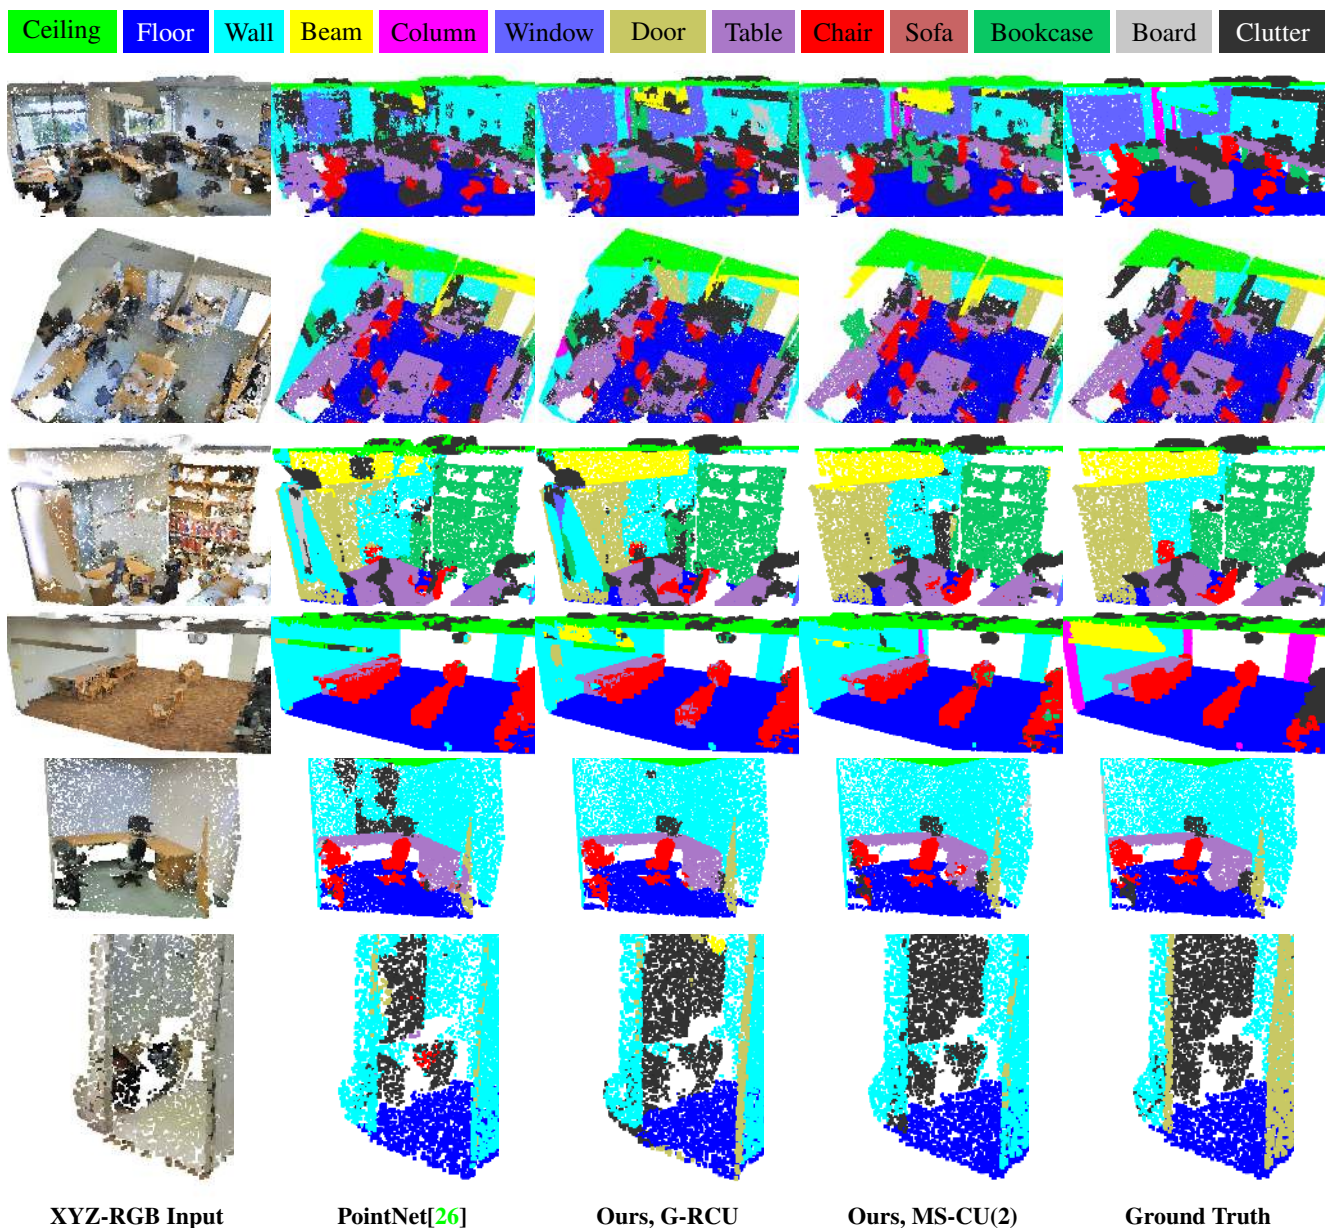 Ceiling Floor Wall Beam Column Window Door Table Chair Sofa Bookcase Board Clutter
XYZ-RGB Input PointNet[26] Ours, G-RCU Ours, MS-CU(2) Ground Truth